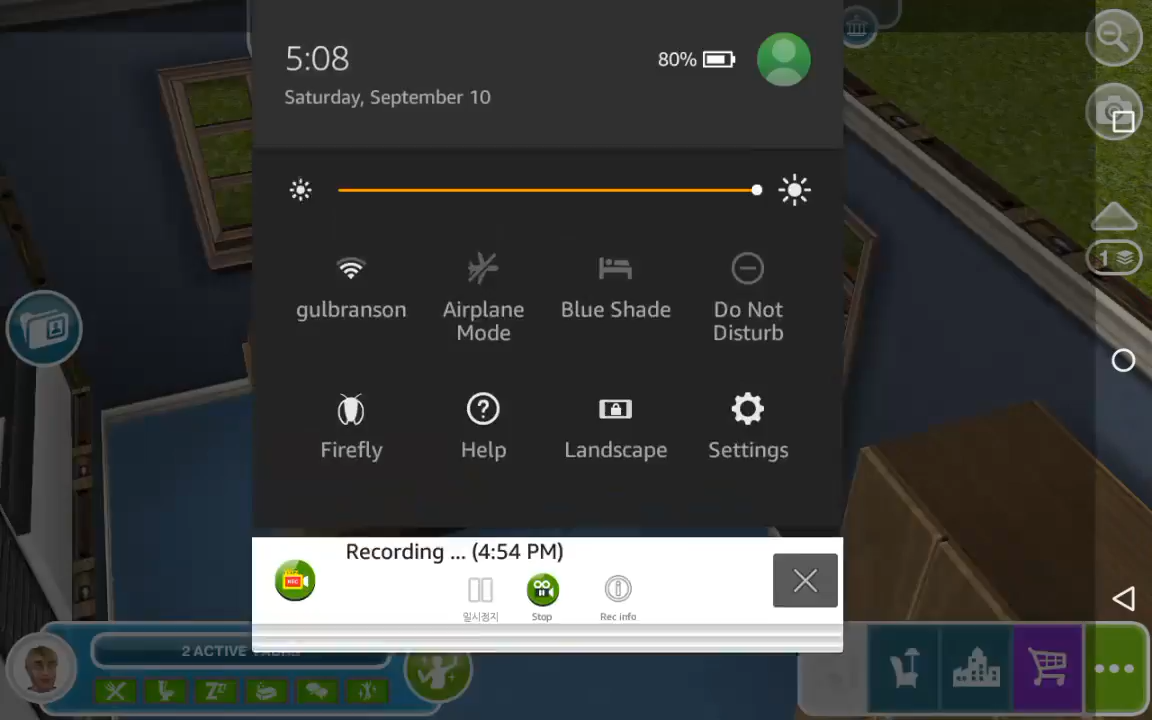 5:08
80%
Saturday, September 10
gulbranson
Airplane
Mode
Blue Shade
Do Not
Disturb
1
Firefly
Help
Landscape
Settings
Recording ... (4:54 PM)
REC
일시정지
Stop
Rec info
2 ACTIVE